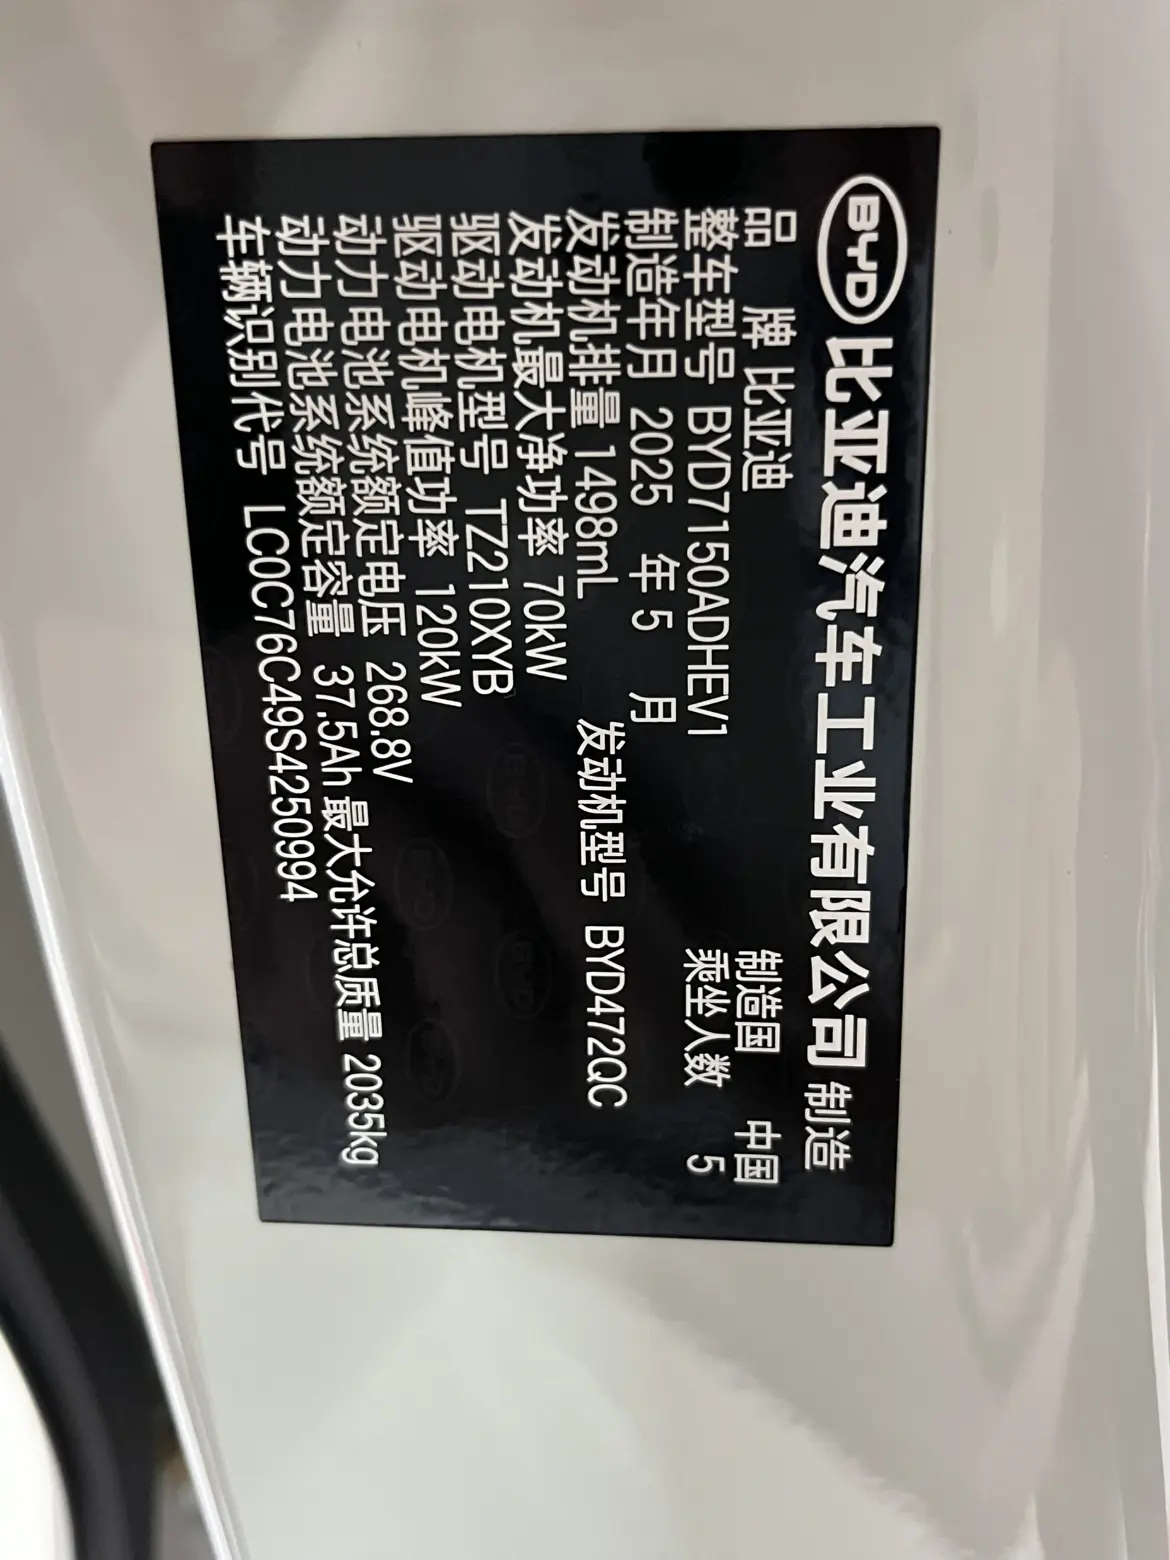 BYD 比亚迪汽车工业有限公司 制造
品 牌 比亚迪 制造国 中国
整车型号 BYD7150ADHEV1 乘坐人数 5
制造年月 2025 年 5 月
发动机排量 1498mL 发动机型号 BYD472QC
发动机最大净功率 70kW
驱动电机型号 TZ210XYB
驱动电机峰值功率 120kW
动力电池系统额定电压 268.8V
动力电池系统额定容量 37.5Ah 最大允许总质量 2035kg
车辆识别代号 LC0C76C49S4250994